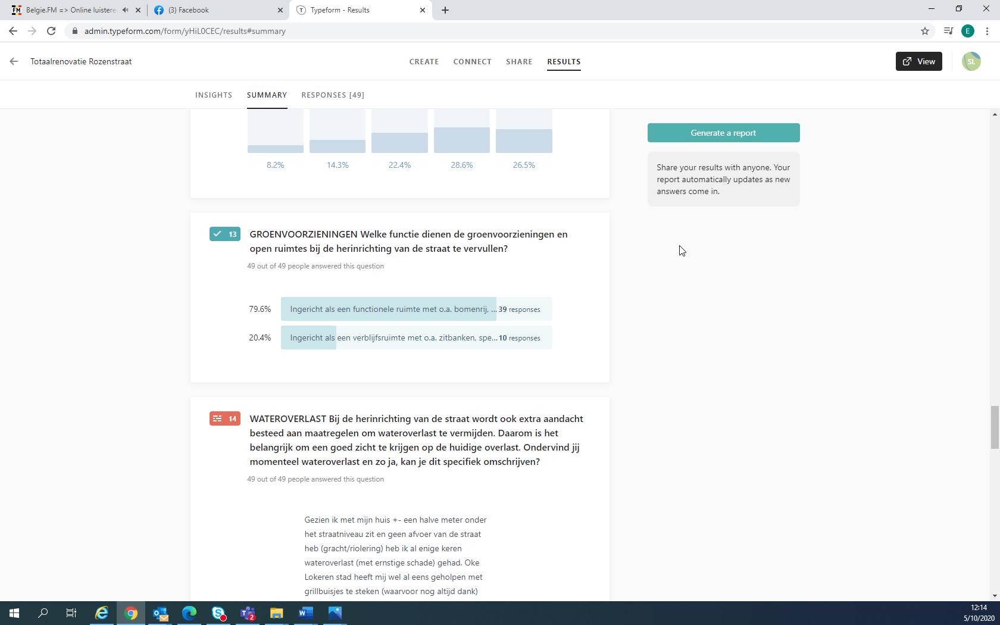 FM Belgie.FM => Online luistere
(3) Facebook
T Typeform - Results
admin.typeform.com/form/yHiL0CEC/results#summary
E
Totaalrenovatie Rozenstraat
CREATE CONNECT SHARE RESULTS
View
SL
INSIGHTS SUMMARY RESPONSES [49]
8.2% 14.3% 22.4% 28.6% 26.5%
Generate a report
Share your results with anyone. Your
report automatically updates as new
answers come in.
13 GROENVOORZIENINGEN Welke functie dienen de groenvoorzieningen en
open ruimtes bij de herinrichting van de straat te vervullen?
49 out of 49 people answered this question
79.6% Ingericht als een functionele ruimte met o.a. bomenrij, ... 39 responses
20.4% Ingericht als een verblijfsruimte met o.a. zitbanken, spe... 10 responses
14 WATEROVERLAST Bij de herinrichting van de straat wordt ook extra aandacht
besteed aan maatregelen om wateroverlast te vermijden. Daarom is het
belangrijk om een goed zicht te krijgen op de huidige overlast. Ondervind jij
momenteel wateroverlast en zo ja, kan je dit specifiek omschrijven?
49 out of 49 people answered this question
Gezien ik met mijn huis +- een halve meter onder
het straatniveau zit en geen afvoer van de straat
heb (gracht/riolering) heb ik al enige keren
wateroverlast (met ernstige schade) gehad. Oke
Lokeren stad heeft mij wel al eens geholpen met
grillbuisjes te steken (waarvoor nog altijd dank)
2
12:14
5/10/2020